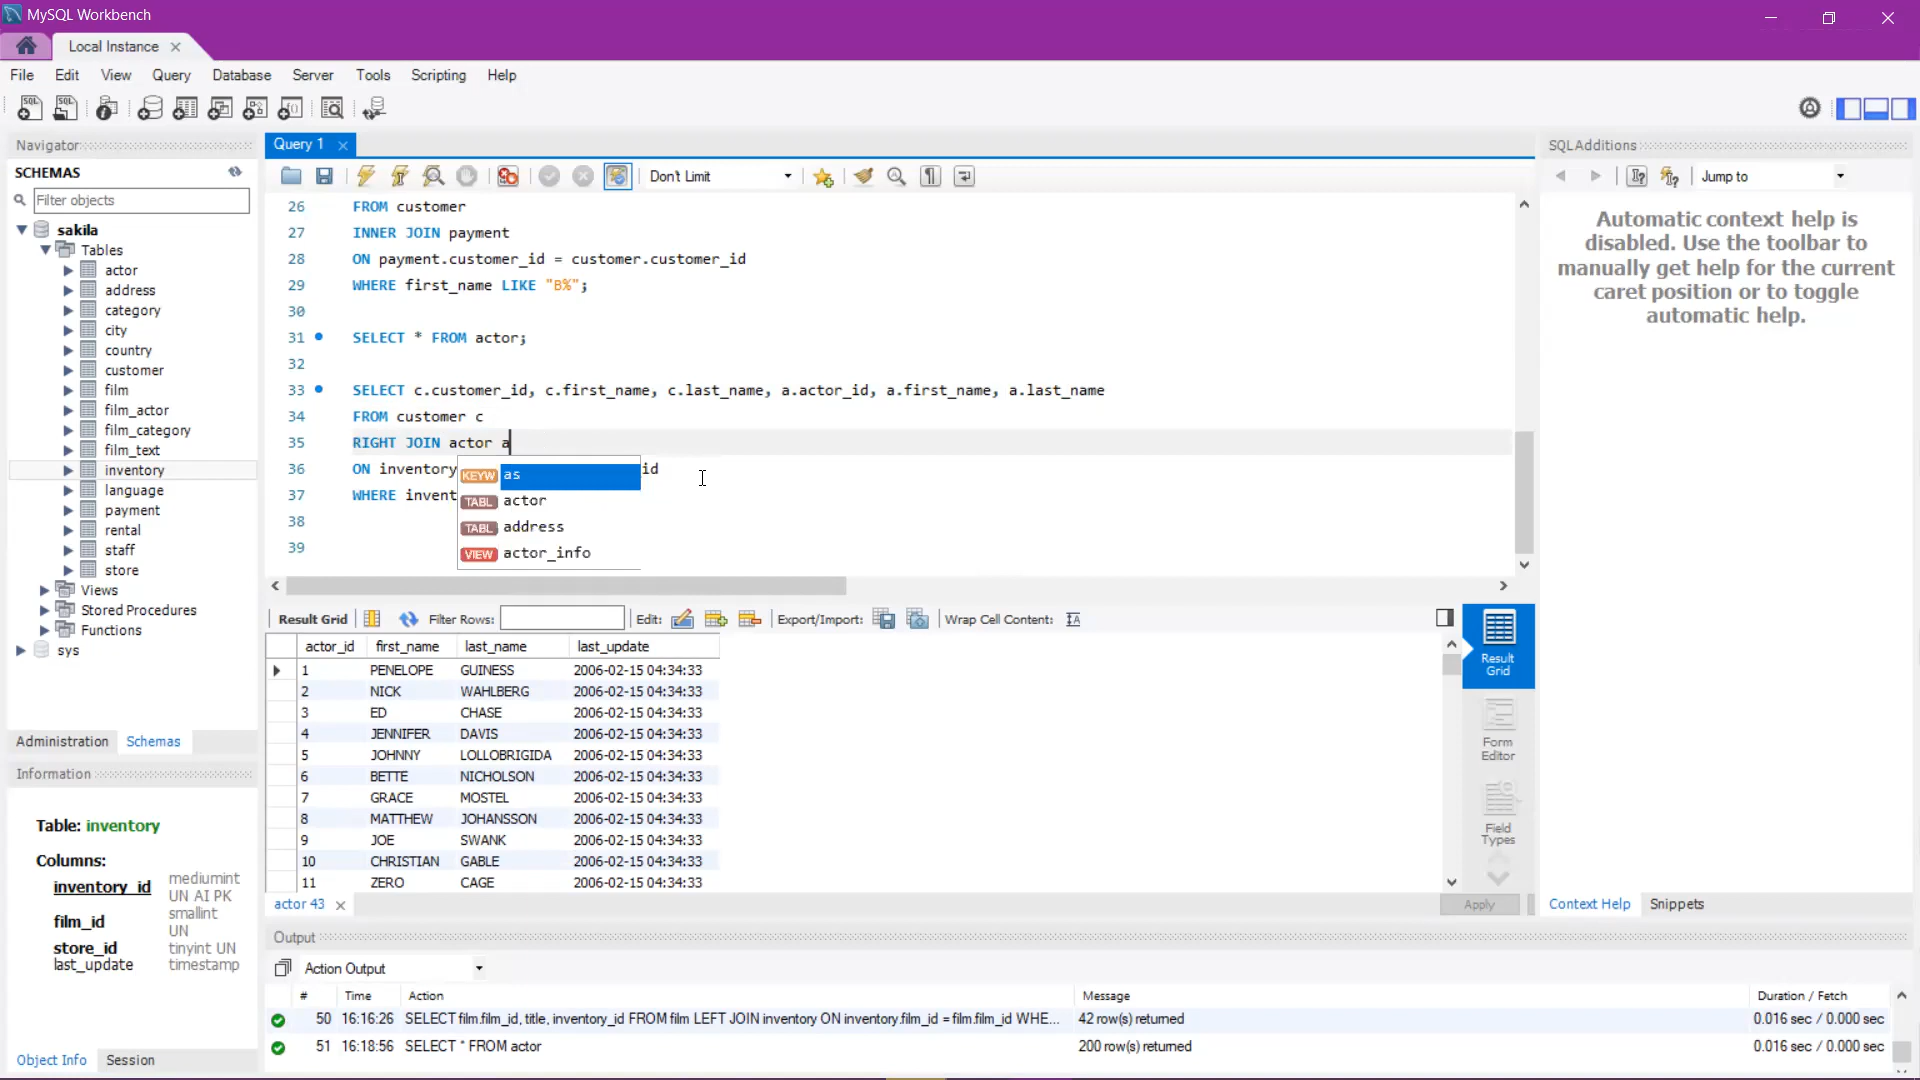 MySQL Workbench
Local Instance
File Edit View Query Database Server Tools Scripting Help
Navigator
SCHEMAS
Filter objects
sakila
Tables
actor
address
category
city
country
customer
film
film_actor
film_category
film_text
inventory
language
payment
rental
staff
store
Views
Stored Procedures
Functions
sys
Administration Schemas
Information
Table: inventory
Columns:
inventory_id mediumint UN AI PK
film_id smallint UN
store_id tinyint UN
last_update timestamp
Object Info Session
Query 1
Don't Limit
26 FROM customer
27 INNER JOIN payment
28 ON payment.customer_id = customer.customer_id
29 WHERE first_name LIKE "B%";
30
31 SELECT * FROM actor;
32
33 SELECT c.customer_id, c.first_name, c.last_name, a.actor_id, a.first_name, a.last_name
34 FROM customer c
35 RIGHT JOIN actor a
36 ON inventory id
37 WHERE invent
38
39
KEYW as
TABL actor
TABL address
VIEW actor_info
Result Grid Filter Rows: Edit: Export/Import: Wrap Cell Content:
actor_id first_name last_name last_update
1 PENELOPE GUINESS 2006-02-15 04:34:33
2 NICK WAHLBERG 2006-02-15 04:34:33
3 ED CHASE 2006-02-15 04:34:33
4 JENNIFER DAVIS 2006-02-15 04:34:33
5 JOHNNY LOLLOBRIGIDA 2006-02-15 04:34:33
6 BETTE NICHOLSON 2006-02-15 04:34:33
7 GRACE MOSTEL 2006-02-15 04:34:33
8 MATTHEW JOHANSSON 2006-02-15 04:34:33
9 JOE SWANK 2006-02-15 04:34:33
10 CHRISTIAN GABLE 2006-02-15 04:34:33
11 ZERO CAGE 2006-02-15 04:34:33
Result Grid
Form Editor
Field Types
actor 43
Apply
Output
Action Output
# Time Action Message Duration / Fetch
50 16:16:26 SELECT film.film_id, title, inventory_id FROM film LEFT JOIN inventory ON inventory.film_id = film.film_id WHE... 42 row(s) returned 0.016 sec / 0.000 sec
51 16:18:56 SELECT * FROM actor 200 row(s) returned 0.016 sec / 0.000 sec
SQLAdditions
Jump to
Automatic context help is
disabled. Use the toolbar to
manually get help for the current
caret position or to toggle
automatic help.
Context Help Snippets